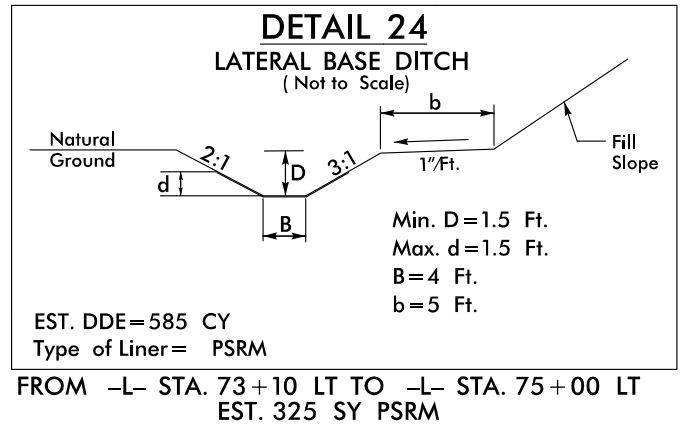 DETAIL 24
LATERAL BASE DITCH
( Not to Scale)
b
Natural
Ground
2:1
D
3:1
1"/Ft.
Fill
Slope
d
B
Min. D=1.5 Ft.
Max. d=1.5 Ft.
B=4 Ft.
b=5 Ft.
EST. DDE=585 CY
Type of Liner= PSRM
FROM -L- STA. 73+10 LT TO -L- STA. 75+00 LT
EST. 325 SY PSRM